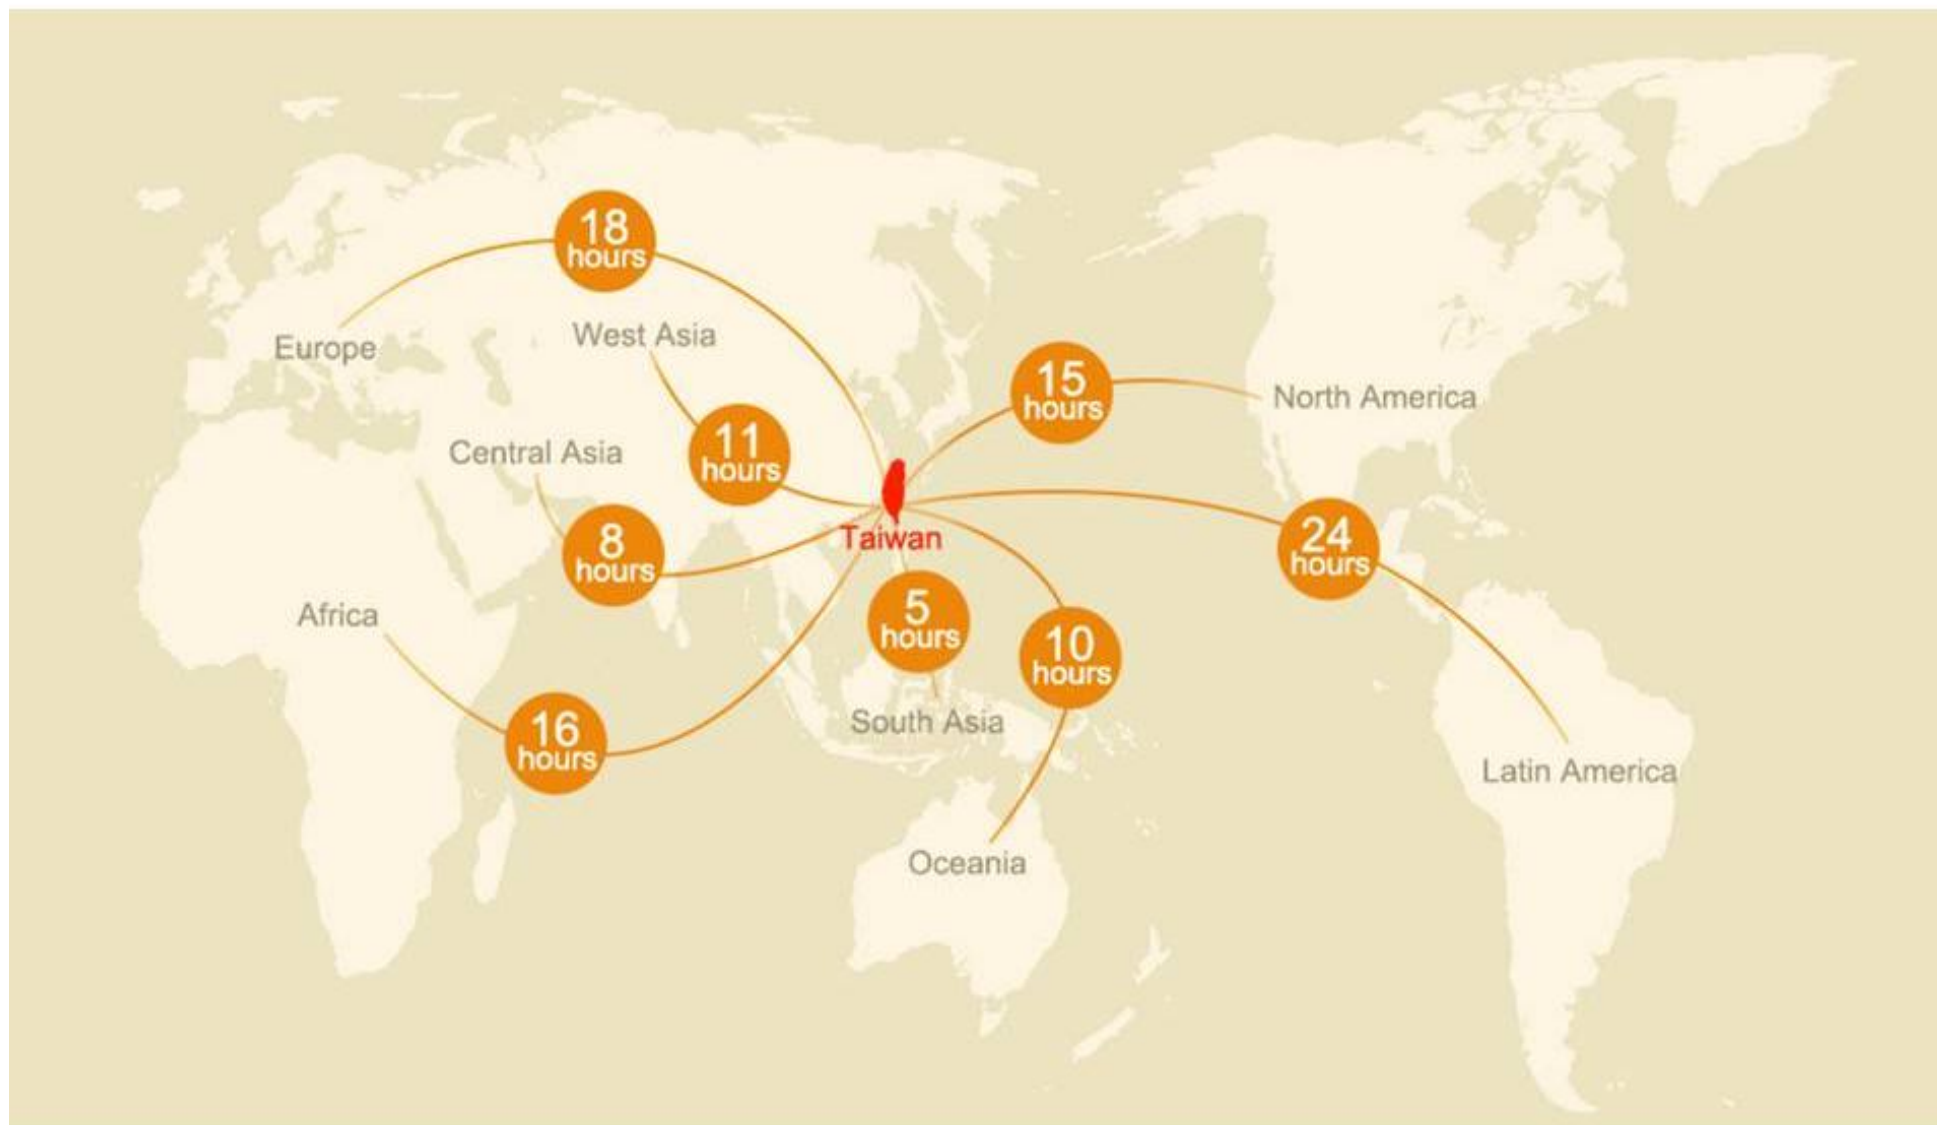 18
hours
Europe
West Asia
15
hours
North America
11
hours
Central Asia
Taiwan
8
hours
24
hours
Africa
5
hours
10
hours
South Asia
16
hours
Latin America
Oceania